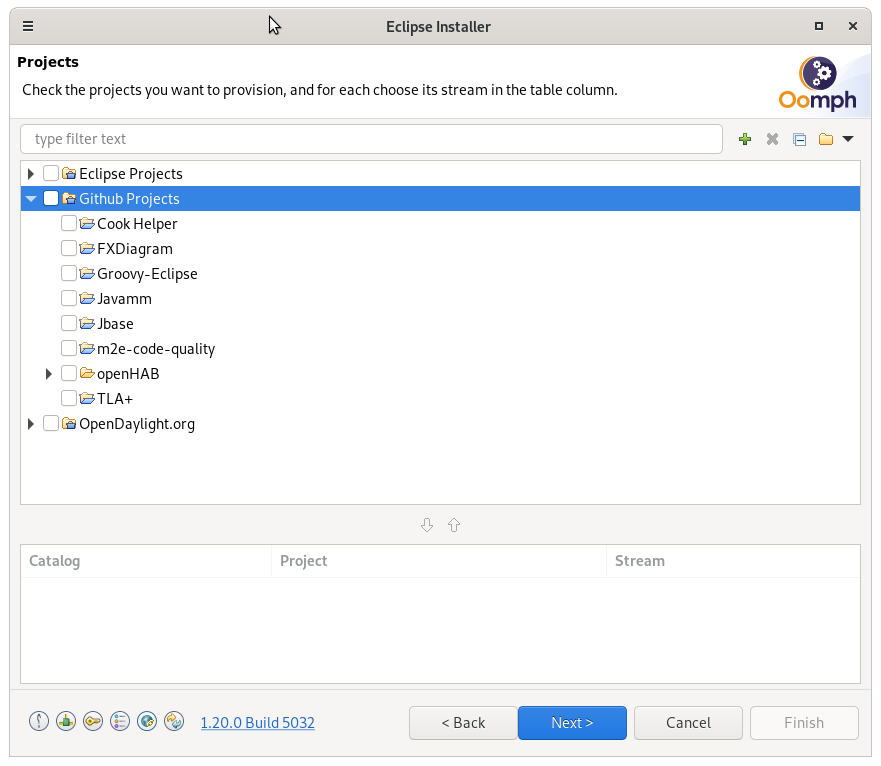 Eclipse Installer
Projects
Check the projects you want to provision, and for each choose its stream in the table column.
Oomph
type filter text
Eclipse Projects
Github Projects
Cook Helper
FXDiagram
Groovy-Eclipse
Javamm
Jbase
m2e-code-quality
openHAB
TLA+
OpenDaylight.org
Catalog Project Stream
1.20.0 Build 5032 < Back Next > Cancel Finish